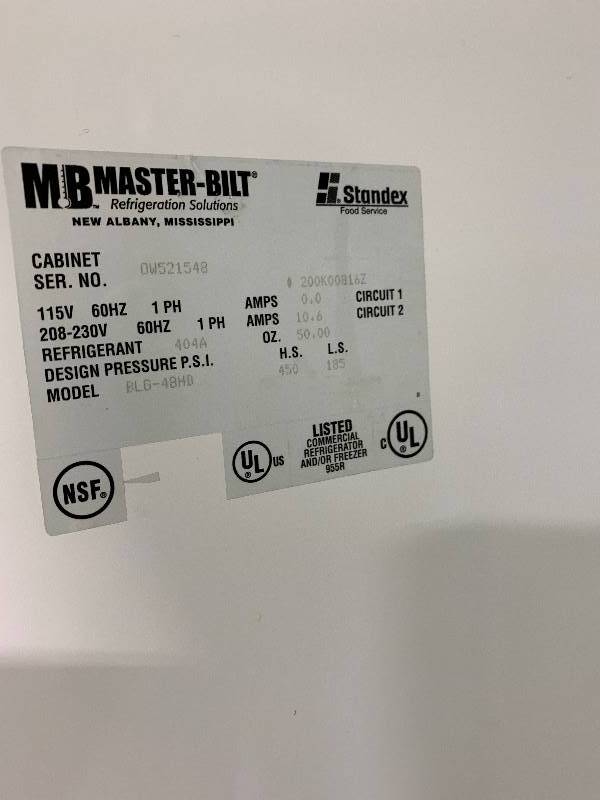 MB™ MASTER-BILT®
Refrigeration Solutions
NEW ALBANY, MISSISSIPPI
Standex
Food Service
CABINET
SER. NO. OW521548
# 200K00816Z
115V 60HZ 1 PH AMPS 0.0 CIRCUIT 1
208-230V 60HZ 1 PH AMPS 10.6 CIRCUIT 2
REFRIGERANT 404A OZ. 50.00
DESIGN PRESSURE P.S.I. H.S. L.S.
450 185
MODEL BLG-48HD
NSF®
UL US
LISTED
COMMERCIAL
REFRIGERATOR
AND/OR FREEZER
955R
C UL